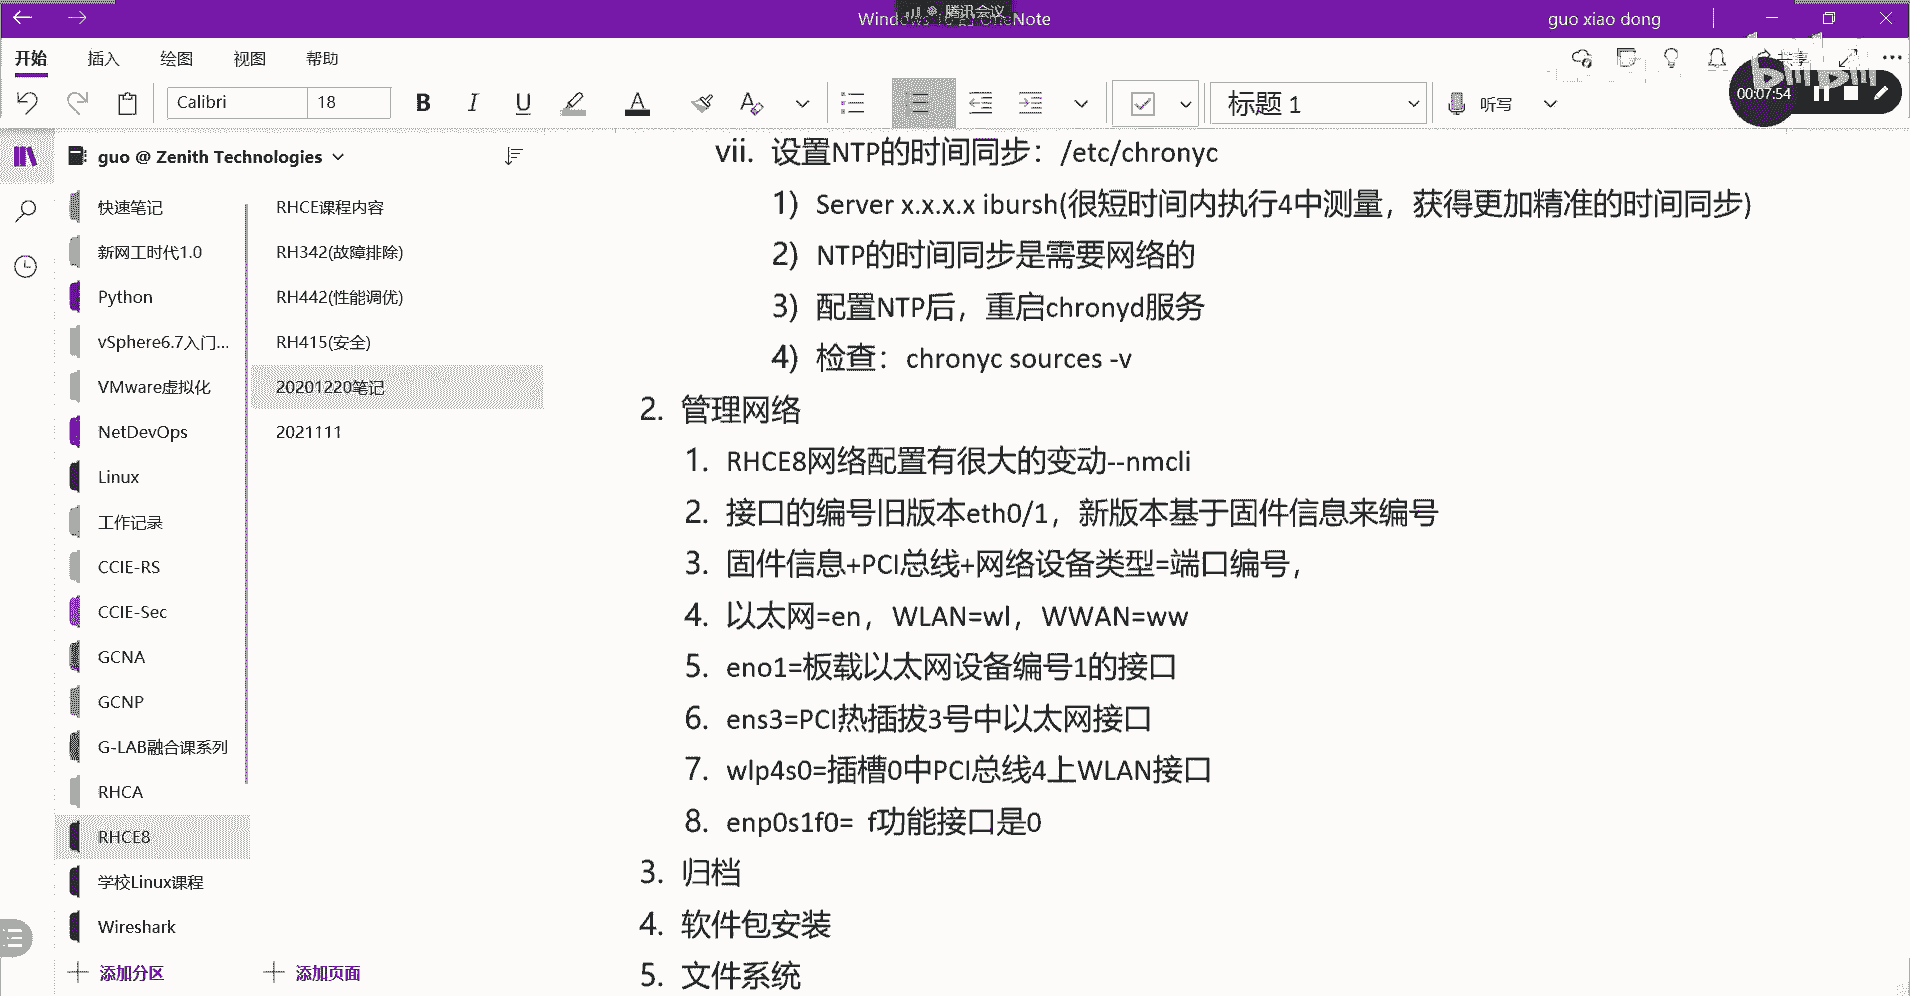 腾讯会议
guo xiao dong
开始 插入 绘图 视图 帮助
Calibri 18 B I U A 标题 1 听写
00:07:54
guo @ Zenith Technologies
快速笔记
新网工时代1.0
Python
vSphere6.7入门...
VMware虚拟化
NetDevOps
Linux
工作记录
CCIE-RS
CCIE-Sec
GCNA
GCNP
G-LAB融合课系列
RHCA
RHCE8
学校Linux课程
Wireshark
添加分区
RHCE课程内容
RH342(故障排除)
RH442(性能调优)
RH415(安全)
20201220笔记
2021111
添加页面
vii. 设置NTP的时间同步：/etc/chronyc
1) Server x.x.x.x ibursh(很短时间内执行4中测量，获得更加精准的时间同步)
2) NTP的时间同步是需要网络的
3) 配置NTP后，重启chronyd服务
4) 检查：chronyc sources -v
2. 管理网络
1. RHCE8网络配置有很大的变动--nmcli
2. 接口的编号旧版本eth0/1，新版本基于固件信息来编号
3. 固件信息+PCI总线+网络设备类型=端口编号，
4. 以太网=en，WLAN=wl，WWAN=ww
5. eno1=板载以太网设备编号1的接口
6. ens3=PCI热插拔3号中以太网接口
7. wlp4s0=插槽0中PCI总线4上WLAN接口
8. enp0s1f0= f功能接口是0
3. 归档
4. 软件包安装
5. 文件系统